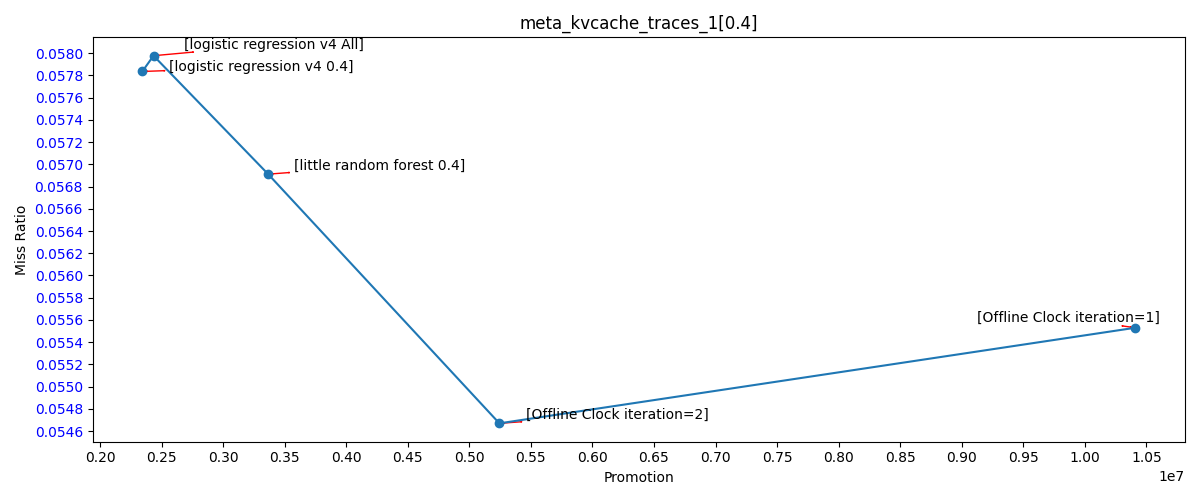 meta_kvcache_traces_1[0.4]
[logistic regression v4 All]
[logistic regression v4 0.4]
[little random forest 0.4]
[Offline Clock iteration=1]
[Offline Clock iteration=2]
Miss Ratio
0.0580
0.0578
0.0576
0.0574
0.0572
0.0570
0.0568
0.0566
0.0564
0.0562
0.0560
0.0558
0.0556
0.0554
0.0552
0.0550
0.0548
0.0546
0.20 0.25 0.30 0.35 0.40 0.45 0.50 0.55 0.60 0.65 0.70 0.75 0.80 0.85 0.90 0.95 1.00 1.05
1e7
Promotion